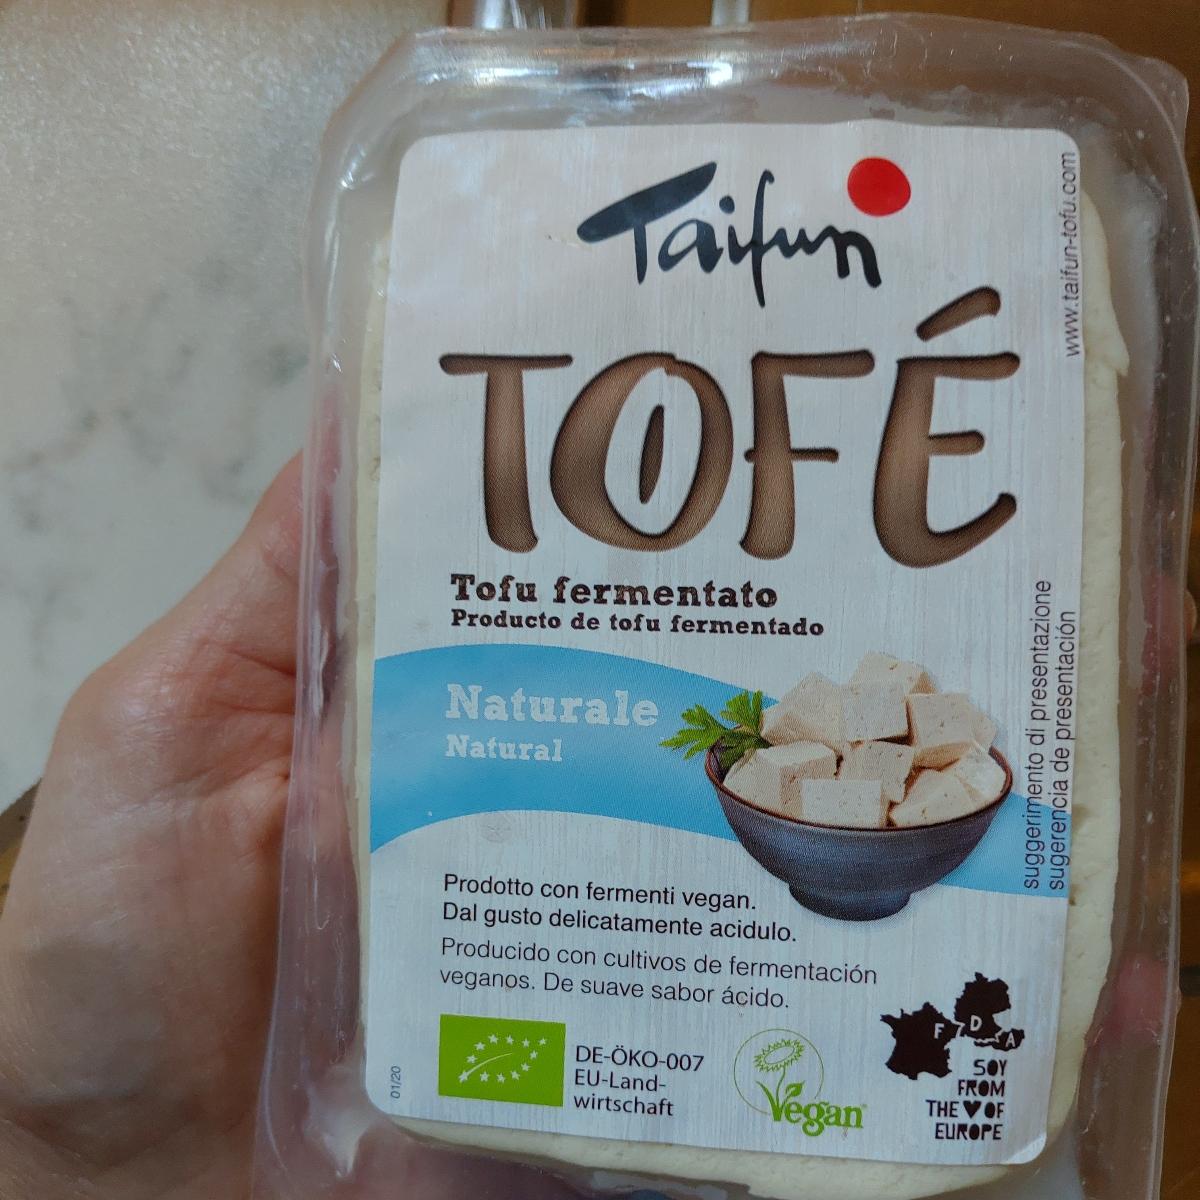 Taifun
www.taifun-tofu.com
TOFÉ
Tofu fermentato
Producto de tofu fermentado
Naturale
Natural
suggerimento di presentazione
sugerencia de presentación
Prodotto con fermenti vegan.
Dal gusto delicatamente acidulo.
Producido con cultivos de fermentación
veganos. De suave sabor ácido.
01/20
DE-ÖKO-007
EU-Land-
wirtschaft
Vegan
F D A
SOY
FROM
THE ♥ OF
EUROPE